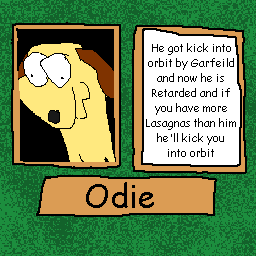 He got kick into
orbit by Garfeild
and now he is
Retarded and if
you have more
Lasagnas than him
he'll kick you
into orbit
Odie